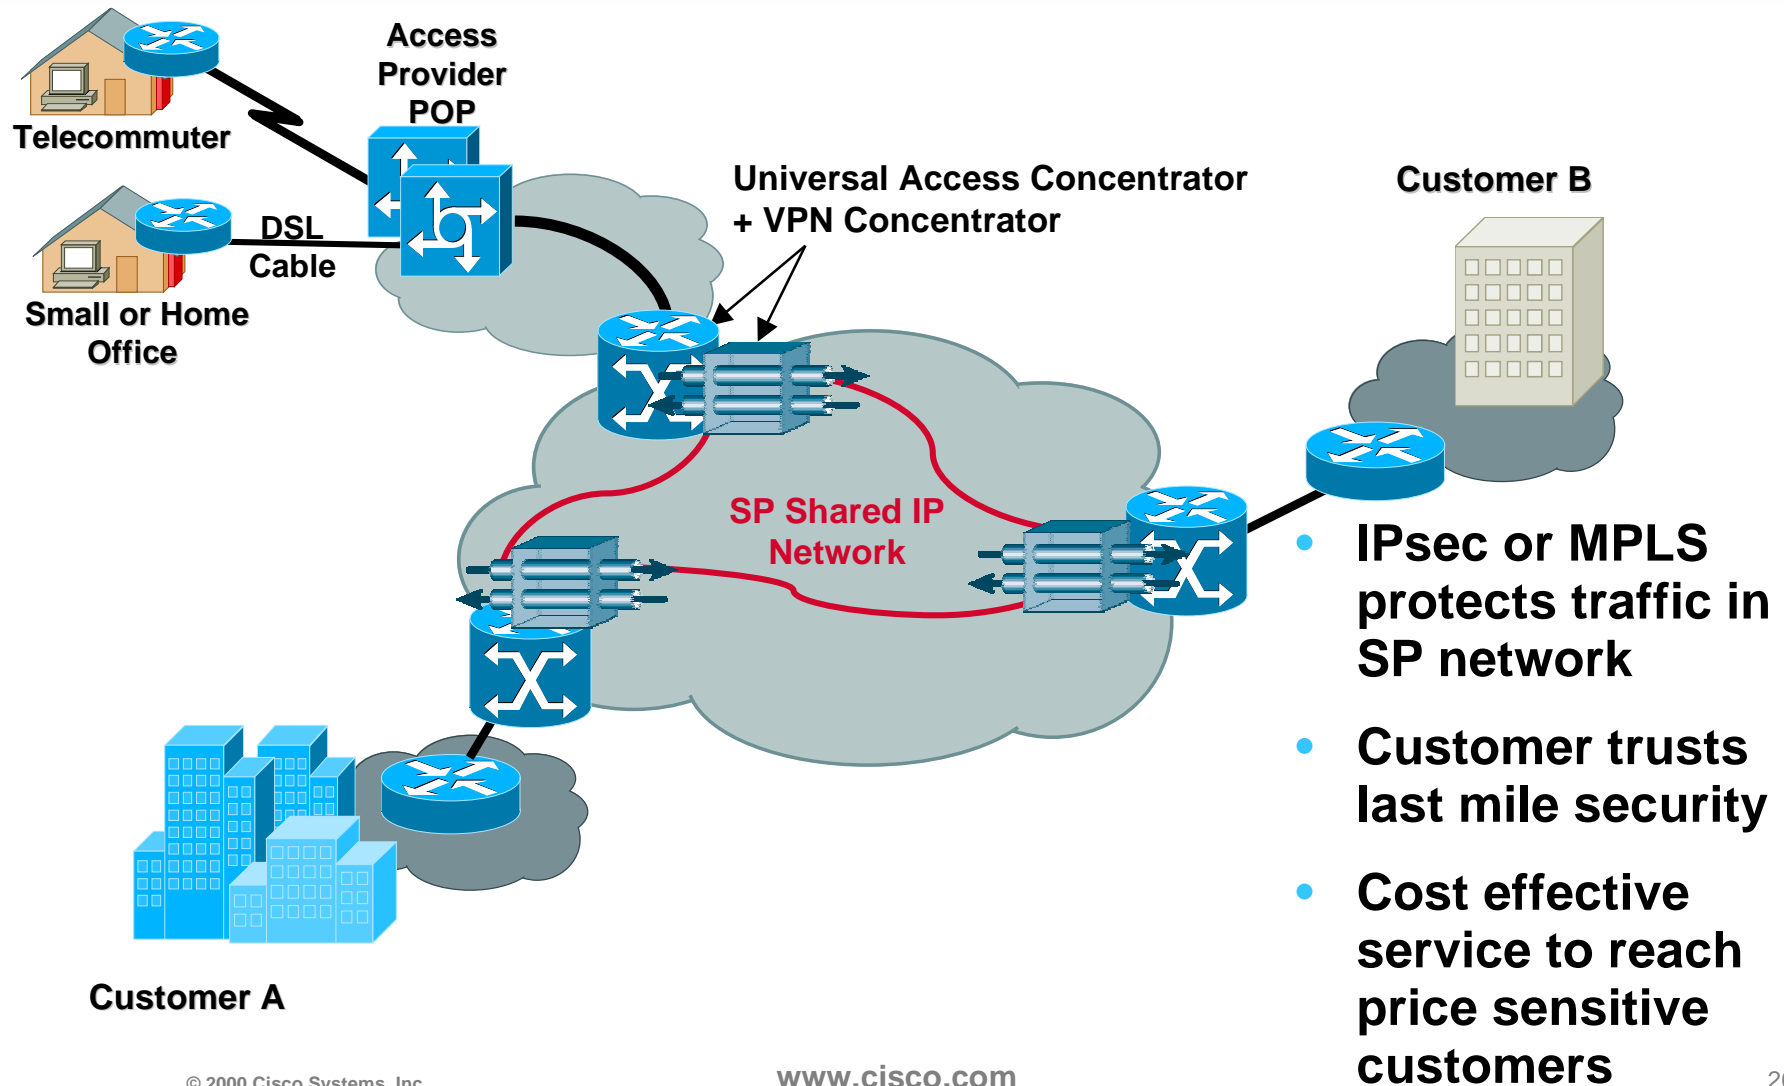 Access
Provider
POP
Telecommuter
Universal Access Concentrator
+ VPN Concentrator
Customer B
DSL
Cable
Small or Home
Office
SP Shared IP
Network
• IPsec or MPLS
protects traffic in
SP network
• Customer trusts
last mile security
• Cost effective
service to reach
price sensitive
customers
Customer A
© 2000 Cisco Systems, Inc.
www.cisco.com